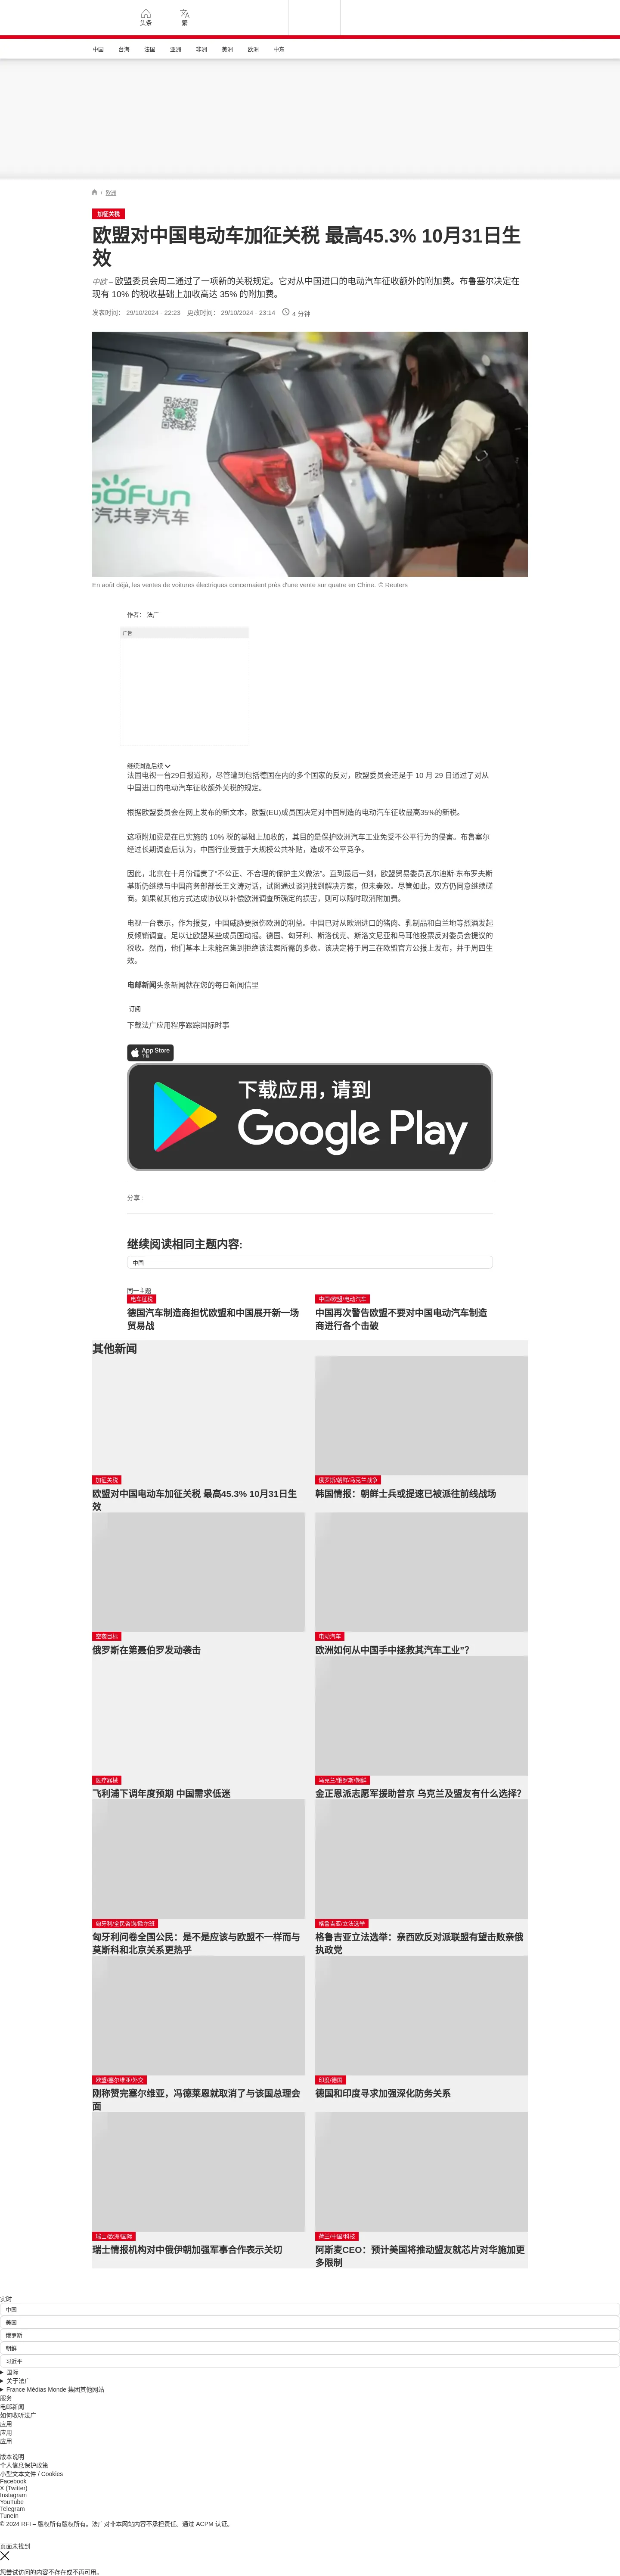 头条
繁
中国
台海
法国
亚洲
非洲
美洲
欧洲
中东
/ 欧洲
加征关税
欧盟对中国电动车加征关税 最高45.3% 10月31日生
效
中欧 – 欧盟委员会周二通过了一项新的关税规定。它对从中国进口的电动汽车征收额外的附加费。布鲁塞尔决定在
现有 10% 的税收基础上加收高达 35% 的附加费。
发表时间： 29/10/2024 - 22:23 更改时间： 29/10/2024 - 23:14 4 分钟
GOFUN
汽共享汽车
En août déjà, les ventes de voitures électriques concernaient près d'une vente sur quatre en Chine. © Reuters
作者： 法广
广告
继续浏览后续
法国电视一台29日报道称，尽管遭到包括德国在内的多个国家的反对，欧盟委员会还是于 10 月 29 日通过了对从
中国进口的电动汽车征收额外关税的规定。
根据欧盟委员会在网上发布的新文本，欧盟(EU)成员国决定对中国制造的电动汽车征收最高35%的新税。
这项附加费是在已实施的 10% 税的基础上加收的，其目的是保护欧洲汽车工业免受不公平行为的侵害。布鲁塞尔
经过长期调查后认为，中国行业受益于大规模公共补贴，造成不公平竞争。
因此，北京在十月份谴责了“不公正、不合理的保护主义做法”。直到最后一刻，欧盟贸易委员瓦尔迪斯·东布罗夫斯
基斯仍继续与中国商务部部长王文涛对话，试图通过谈判找到解决方案，但未奏效。尽管如此，双方仍同意继续磋
商。如果就其他方式达成协议以补偿欧洲调查所确定的损害，则可以随时取消附加费。
电视一台表示，作为报复，中国威胁要损伤欧洲的利益。中国已对从欧洲进口的猪肉、乳制品和白兰地等烈酒发起
反倾销调查。足以让欧盟某些成员国动摇。德国、匈牙利、斯洛伐克、斯洛文尼亚和马耳他投票反对委员会提议的
税收。然而，他们基本上未能召集到拒绝该法案所需的多数。该决定将于周三在欧盟官方公报上发布，并于周四生
效。
电邮新闻头条新闻就在您的每日新闻信里
订阅
下载法广应用程序跟踪国际时事
App Store
下载
下载应用，请到
Google Play
分享 :
继续阅读相同主题内容:
中国
同一主题
电车征税
德国汽车制造商担忧欧盟和中国展开新一场
贸易战
中国/欧盟/电动汽车
中国再次警告欧盟不要对中国电动汽车制造
商进行各个击破
其他新闻
加征关税
欧盟对中国电动车加征关税 最高45.3% 10月31日生
效
俄罗斯/朝鲜/乌克兰战争
韩国情报：朝鲜士兵或提速已被派往前线战场
空袭目标
俄罗斯在第聂伯罗发动袭击
电动汽车
欧洲如何从中国手中拯救其汽车工业”？
医疗器械
飞利浦下调年度预期 中国需求低迷
乌克兰/俄罗斯/朝鲜
金正恩派志愿军援助普京 乌克兰及盟友有什么选择？
匈牙利/全民咨询/欧尔班
匈牙利问卷全国公民：是不是应该与欧盟不一样而与
莫斯科和北京关系更热乎
格鲁吉亚/立法选举
格鲁吉亚立法选举：亲西欧反对派联盟有望击败亲俄
执政党
欧盟/塞尔维亚/外交
刚称赞完塞尔维亚，冯德莱恩就取消了与该国总理会
面
印度/德国
德国和印度寻求加强深化防务关系
瑞士/欧洲/国际
瑞士情报机构对中俄伊朝加强军事合作表示关切
荷兰/中国/科技
阿斯麦CEO：预计美国将推动盟友就芯片对华施加更
多限制
实时
中国
美国
俄罗斯
朝鲜
习近平
国际
关于法广
France Médias Monde 集团其他网站
服务
电邮新闻
如何收听法广
应用
应用
应用
版本说明
个人信息保护政策
小型文本文件 / Cookies
Facebook
X (Twitter)
Instagram
YouTube
Telegram
TuneIn
© 2024 RFI – 版权所有版权所有。法广对非本网站内容不承担责任。通过 ACPM 认证。
页面未找到
您尝试访问的内容不存在或不再可用。